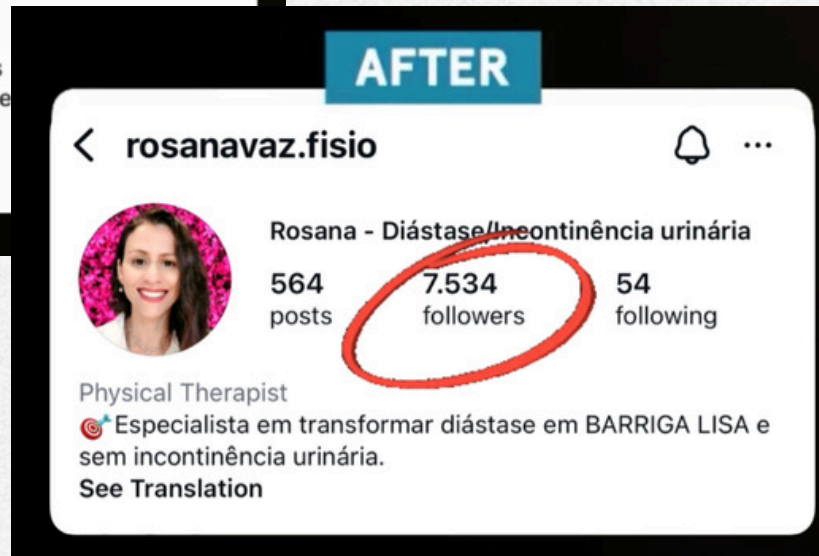 AFTER
rosanavaz.fisio
Rosana - Diástase/Incontinência urinária
564 7.534 54
posts followers following
Physical Therapist
🎯Especialista em transformar diástase em BARRIGA LISA e
sem incontinência urinária.
See Translation